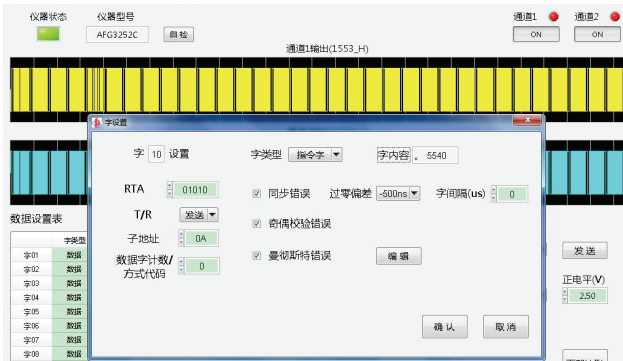 仪器状态 仪器型号 通道1 通道2
AFG3252C 自检 ON ON
通道1输出(1553_H)
字设置
字 10 设置 字类型 指令字 字内容 。 5540
RTA 01010 同步错误 过零偏差 -500ns 字间隔(us) 0
T/R 发送 奇偶校验错误
子地址 0A
曼彻斯特错误 编辑
数据字计数/
方式代码 0
确认 取消
数据设置表
字类型
字01 数据
字02 数据
字03 数据
字04 数据
字05 数据
字06 数据
字07 数据
字08 数据
发送
正电平(V)
2.50